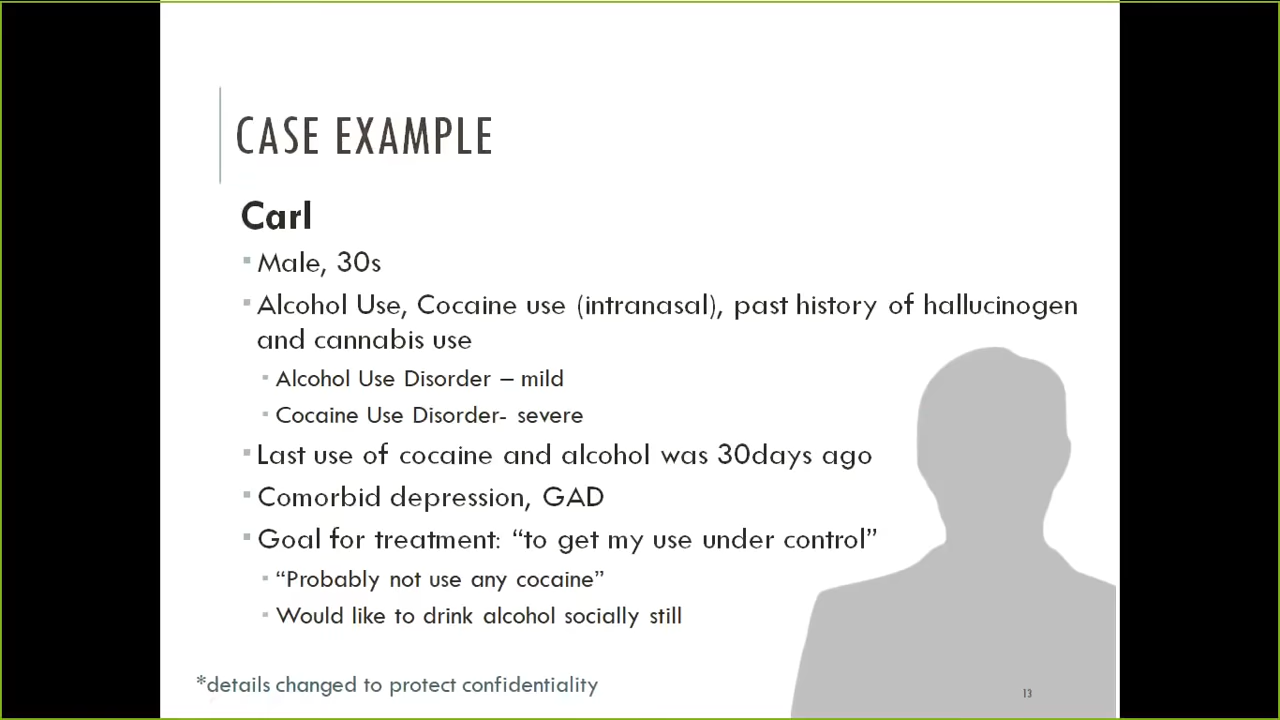 CASE EXAMPLE
Carl
Male, 30s
Alcohol Use, Cocaine use (intranasal), past history of hallucinogen
and cannabis use
Alcohol Use Disorder – mild
Cocaine Use Disorder- severe
Last use of cocaine and alcohol was 30days ago
Comorbid depression, GAD
Goal for treatment: “to get my use under control”
“Probably not use any cocaine”
Would like to drink alcohol socially still
*details changed to protect confidentiality
13